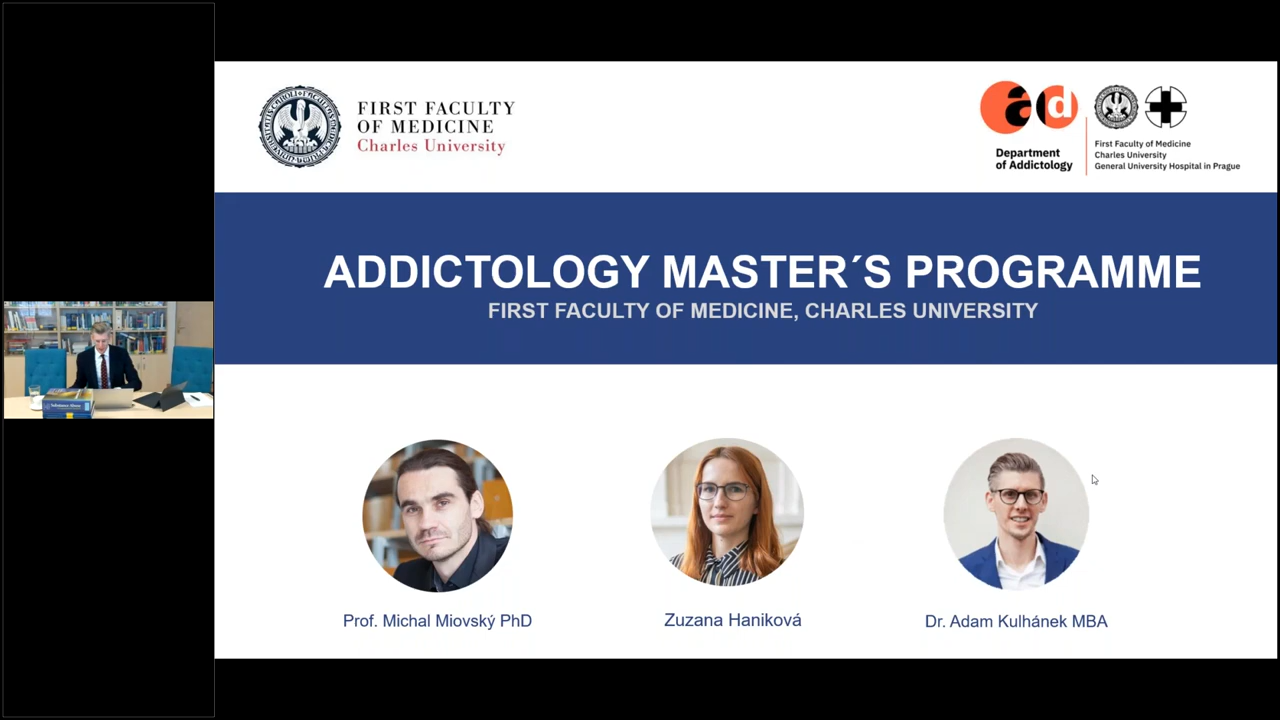 FIRST FACULTY
OF MEDICINE
Charles University
ad
Department
of Addictology
First Faculty of Medicine
Charles University
General University Hospital in Prague
ADDICTOLOGY MASTER´S PROGRAMME
FIRST FACULTY OF MEDICINE, CHARLES UNIVERSITY
Prof. Michal Miovský PhD
Zuzana Haniková
Dr. Adam Kulhánek MBA